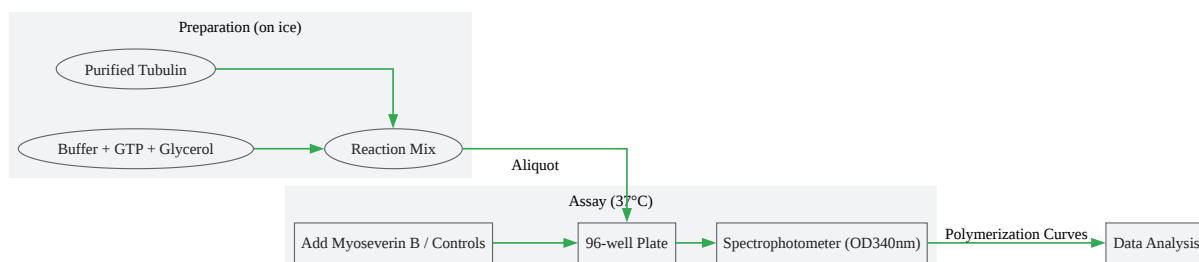 Preparation (on ice)
Purified Tubulin
Buffer + GTP + Glycerol
Reaction Mix
Aliquot
Assay (37°C)
Add Myoseverin B / Controls
96-well Plate
Spectrophotometer (OD340nm)
Polymerization Curves
Data Analysis